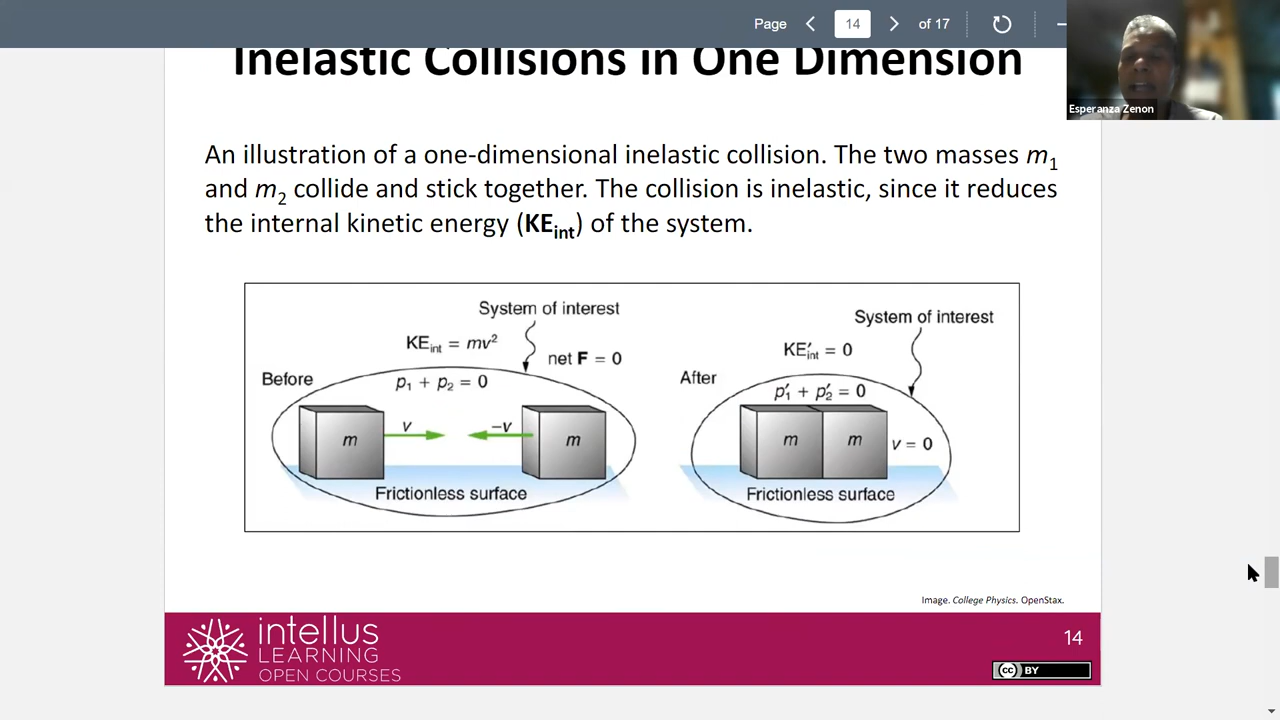 Page 14 of 17
Esperanza Zenon
Inelastic Collisions in One Dimension
An illustration of a one-dimensional inelastic collision. The two masses m₁
and m₂ collide and stick together. The collision is inelastic, since it reduces
the internal kinetic energy (KEint) of the system.
System of interest
KEint = mv²
net F = 0
Before
p₁ + p₂ = 0
m
v
–v
m
Frictionless surface
System of interest
KE′int = 0
After
p′₁ + p′₂ = 0
m
m
v = 0
Frictionless surface
Image. College Physics. OpenStax.
intellus
LEARNING
OPEN COURSES
14
cc BY